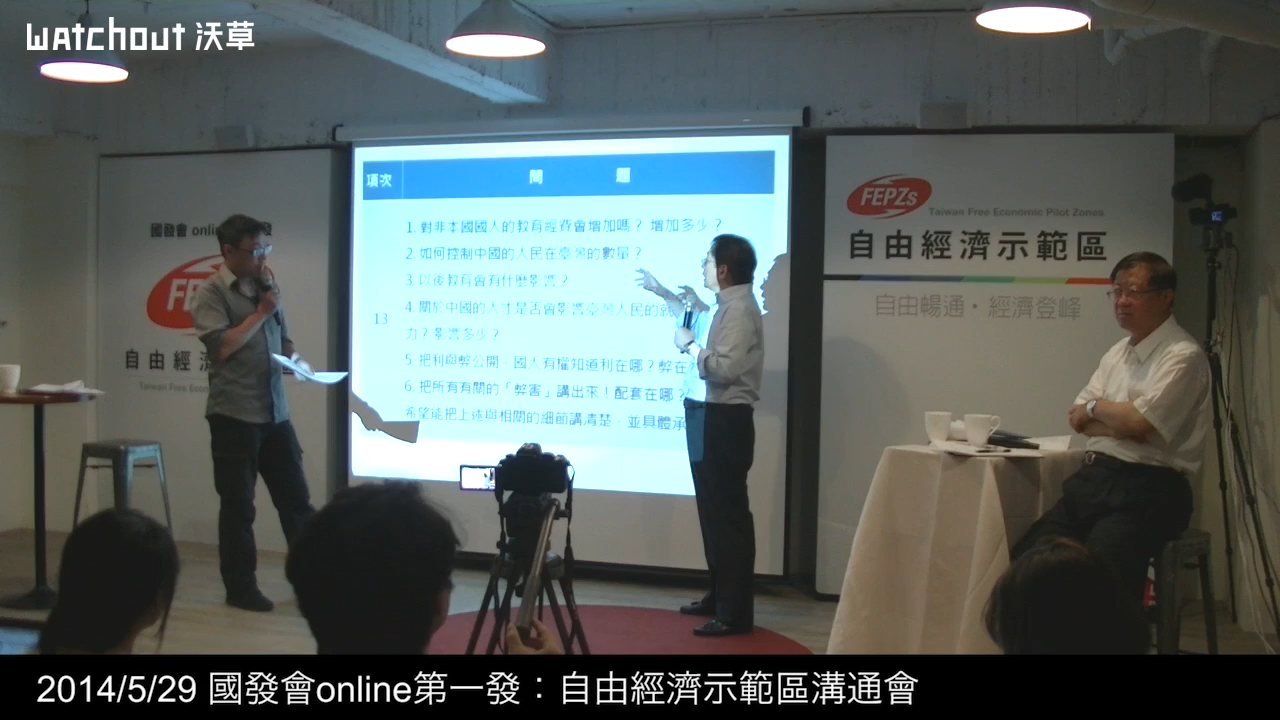 watchout 沃草
項次 問題
1. 對非本國國人的教育經費會增加嗎？ 增加多少？
2. 如何控制中國的人民在臺灣的數量？
3. 以後教育會有什麼影響？
13
4. 關於中國的人才是否會影響臺灣人民的
力？影響多少？
5. 把利與弊公開，國人有權知道利在哪？弊在
6. 把所有有關的「弊害」講出來！配套在哪？
希望能把上述與相關的細節講清楚，並具體承
國發會
自由經
FEPZs
Taiwan Free Economic Pilot Zones
自由經濟示範區
自由暢通・經濟登峰
2014/5/29 國發會online第一發：自由經濟示範區溝通會